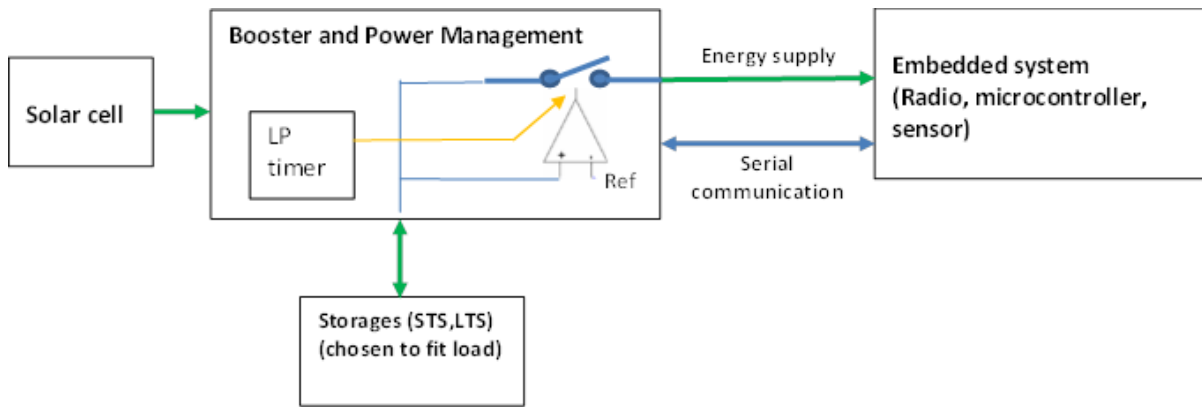 Booster and Power Management
Solar cell
LP
timer
+
-
Ref
Energy supply
Serial
communication
Embedded system
(Radio, microcontroller,
sensor)
Storages (STS,LTS)
(chosen to fit load)